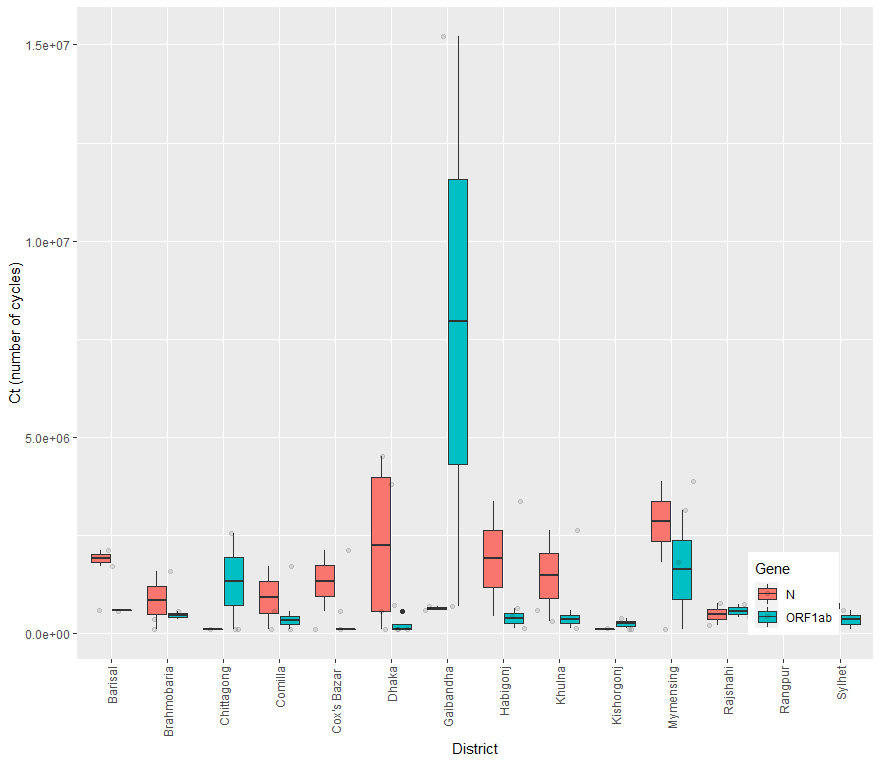 Ct (number of cycles)
1.5e+07
1.0e+07
5.0e+06
0.0e+00
Gene
N
ORF1ab
Barisal
Brahmobaria
Chittagong
Comilla
Cox's Bazar
Dhaka
Gaibandha
Habigonj
Khulna
Kishorgonj
Mymensing
Rajshahi
Rangpur
Sylhet
District